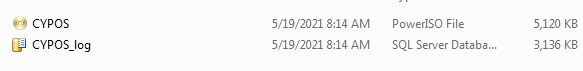 CYPOS 5/19/2021 8:14 AM PowerISO File 5,120 KB
CYPOS_log 5/19/2021 8:14 AM SQL Server Databa... 3,136 KB